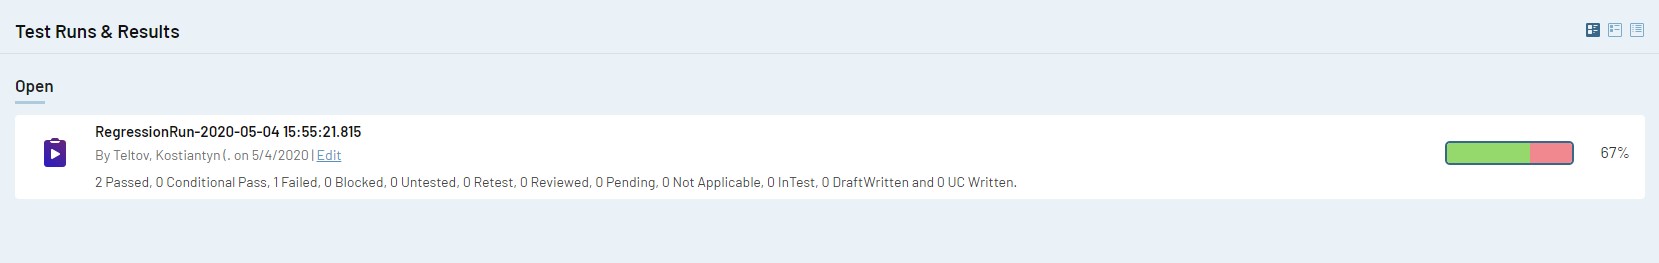 Test Runs & Results
Open
RegressionRun-2020-05-04 15:55:21.815
By Teltov, Kostiantyn (. on 5/4/2020 | Edit
67%
2 Passed, 0 Conditional Pass, 1 Failed, 0 Blocked, 0 Untested, 0 Retest, 0 Reviewed, 0 Pending, 0 Not Applicable, 0 InTest, 0 DraftWritten and 0 UC Written.